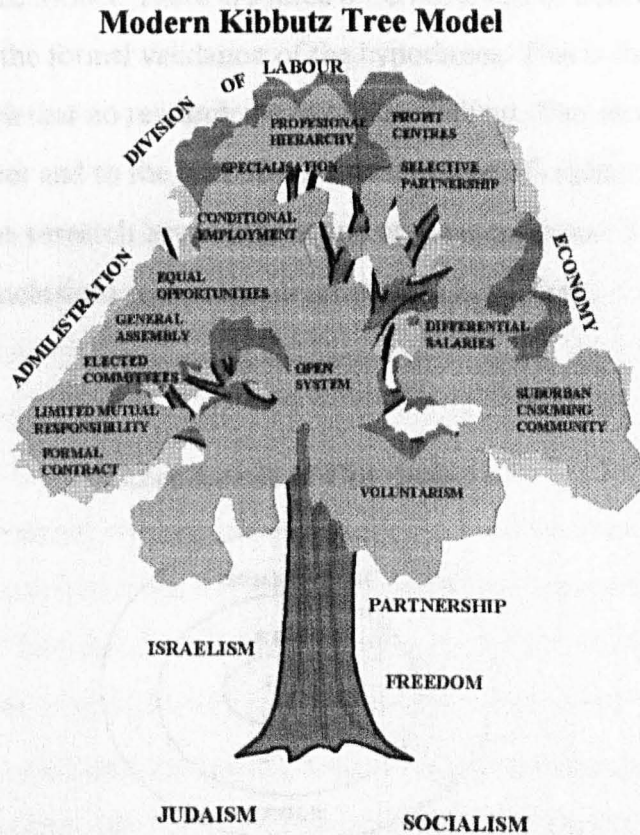 Modern Kibbutz Tree Model
DIVISION OF LABOUR
PROFESIONAL
HIERARCHY
PROFIT
CENTRES
SPECIALISATION
SELECTIVE
PARTNERSHIP
CONDITIONAL
EMPLOYMENT
ADMILISTRATION
ECONOMY
EQUAL
OPPORTUNITIES
GENERAL
ASSEMBLY
DIFFERENTIAL
SALARIES
ELECTED
COMMITTEES
OPEN
SYSTEM
LIMITED MUTUAL
RESPONSIBILITY
SUBURBAN
CNSUMING
COMMUNITY
FORMAL
CONTRACT
VOLUNTARISM
PARTNERSHIP
ISRAELISM
FREEDOM
JUDAISM
SOCIALISM